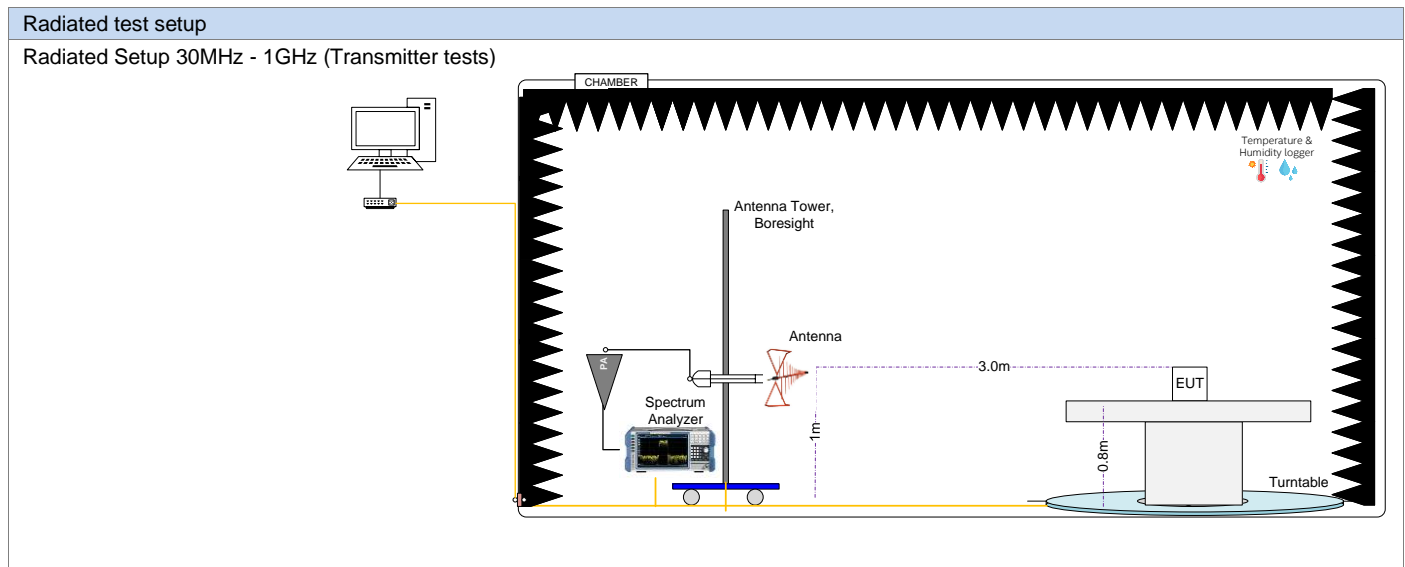 Radiated test setup
Radiated Setup 30MHz - 1GHz (Transmitter tests)
CHAMBER
Temperature &
Humidity logger
Antenna Tower,
Boresight
Antenna
PA
3.0m
EUT
Spectrum
Analyzer
1m
0.8m
Turntable